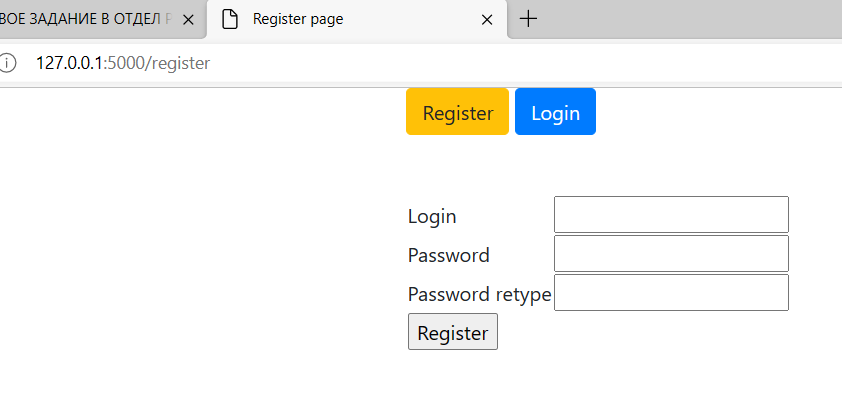 ВОЕ ЗАДАНИЕ В ОТДЕЛ Register page
127.0.0.1:5000/register
Register Login
Login
Password
Password retype
Register